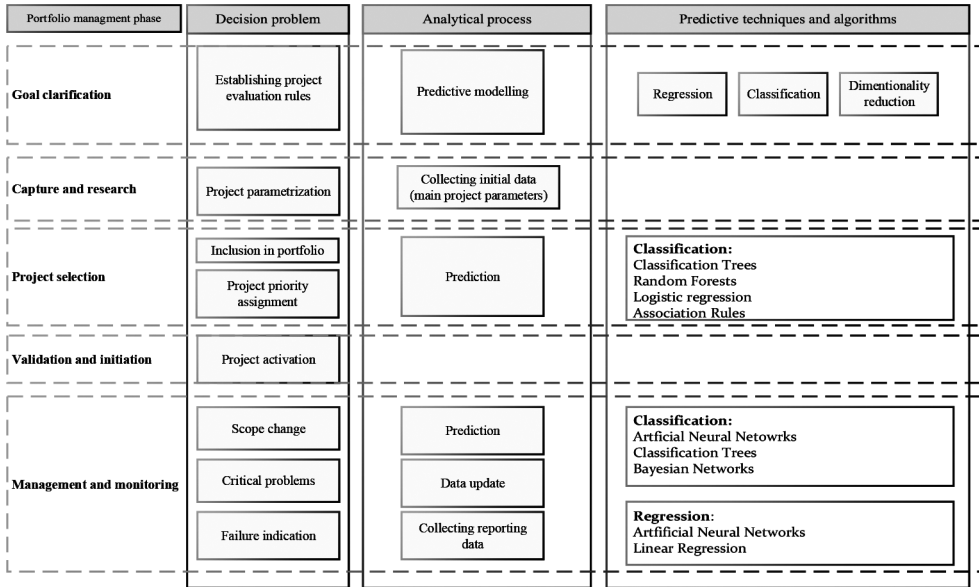 Portfolio managment phase
Decision problem
Analytical process
Predictive techniques and algorithms
Goal clarification
Establishing project
evaluation rules
Predictive modelling
Regression
Classification
Dimentionality
reduction
Capture and research
Project parametrization
Collecting initial data
(main project parameters)
Project selection
Inclusion in portfolio
Project priority
assignment
Prediction
Classification:
Classification Trees
Random Forests
Logistic regression
Association Rules
Validation and initiation
Project activation
Management and monitoring
Scope change
Critical problems
Failure indication
Prediction
Data update
Collecting reporting
data
Classification:
Artficial Neural Netowrks
Classification Trees
Bayesian Networks
Regression:
Artfificial Neural Networks
Linear Regression